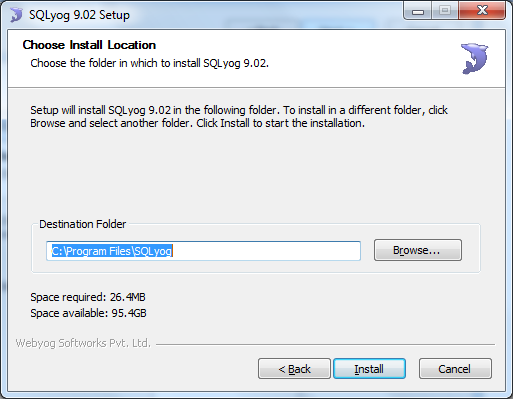 SQLyog 9.02 Setup
Choose Install Location
Choose the folder in which to install SQLyog 9.02.
Setup will install SQLyog 9.02 in the following folder. To install in a different folder, click
Browse and select another folder. Click Install to start the installation.
Destination Folder
C:\Program Files\SQLyog
Browse...
Space required: 26.4MB
Space available: 95.4GB
Webyog Softworks Pvt. Ltd.
< Back Install Cancel